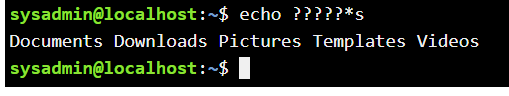 sysadmin@localhost:~$ echo ?????*s
Documents Downloads Pictures Templates Videos
sysadmin@localhost:~$